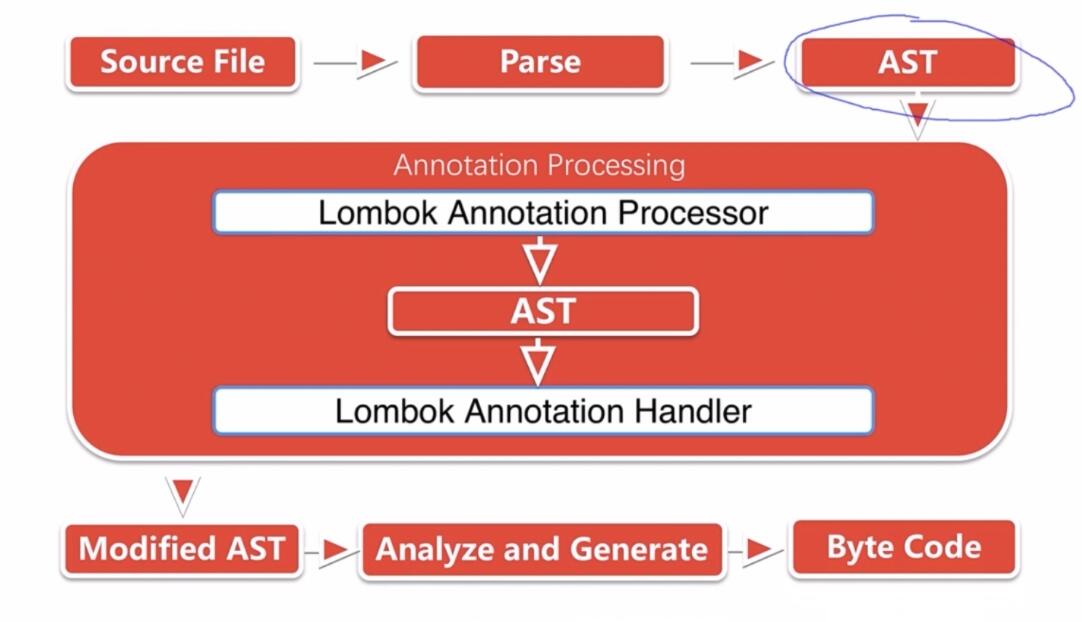 Source File
Parse
AST
Annotation Processing
Lombok Annotation Processor
AST
Lombok Annotation Handler
Modified AST
Analyze and Generate
Byte Code